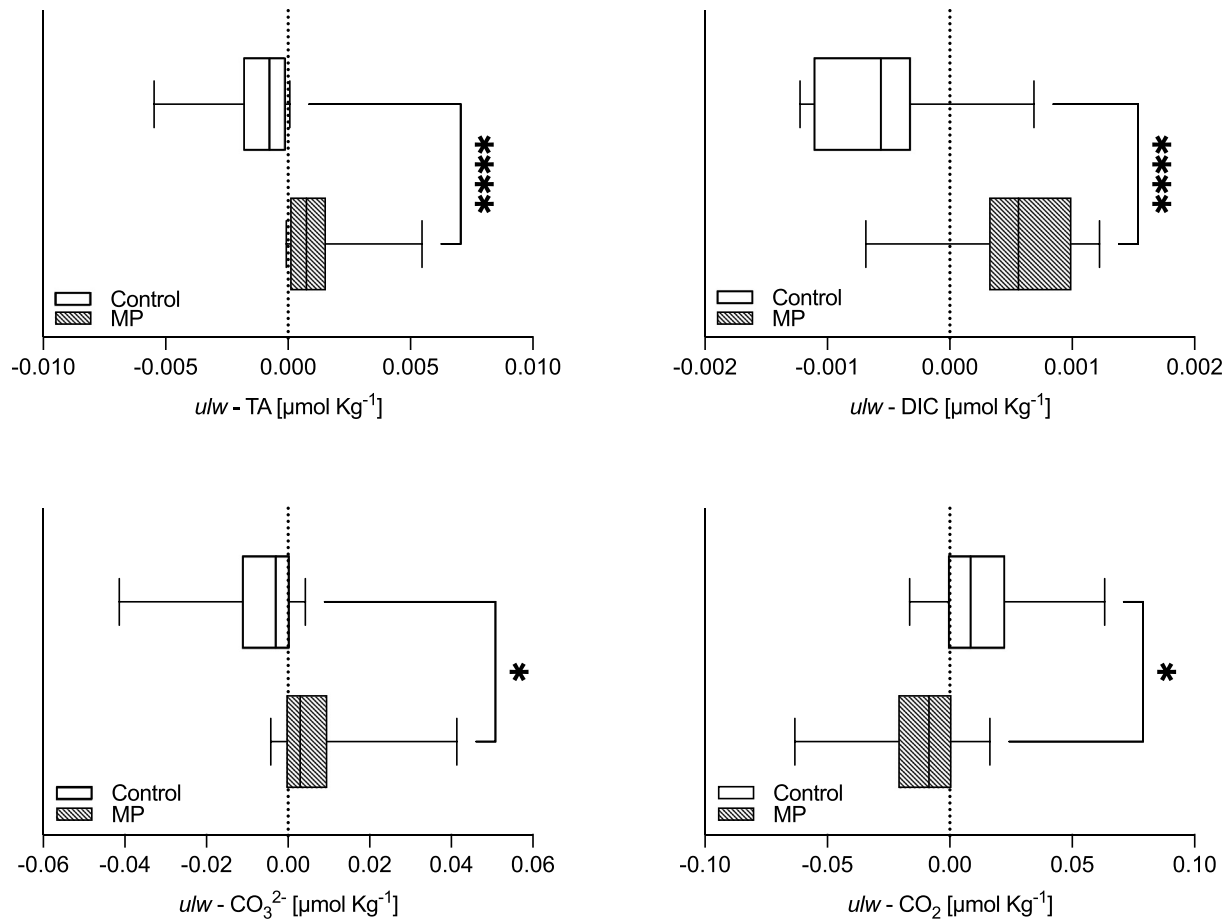 ****
Control
MP
-0.010 -0.005 0.000 0.005 0.010
ulw - TA [µmol Kg⁻¹]
****
Control
MP
-0.002 -0.001 0.000 0.001 0.002
ulw - DIC [µmol Kg⁻¹]
*
Control
MP
-0.06 -0.04 -0.02 0.00 0.02 0.04 0.06
ulw - CO₃²⁻ [µmol Kg⁻¹]
*
Control
MP
-0.10 -0.05 0.00 0.05 0.10
ulw - CO₂ [µmol Kg⁻¹]